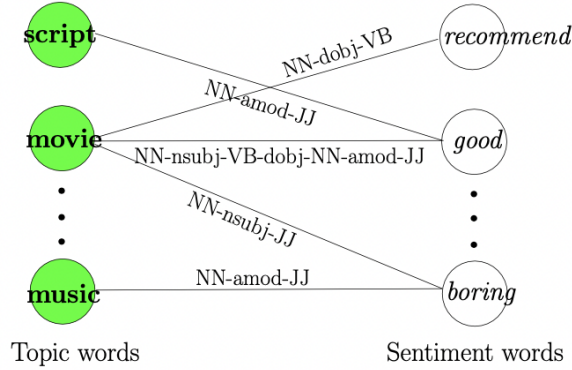 script
recommend
NN-dobj-VB
NN-amod-JJ
movie
good
NN-nsubj-VB-dobj-NN-amod-JJ
NN-nsubj-JJ
NN-amod-JJ
music
boring
Topic words
Sentiment words